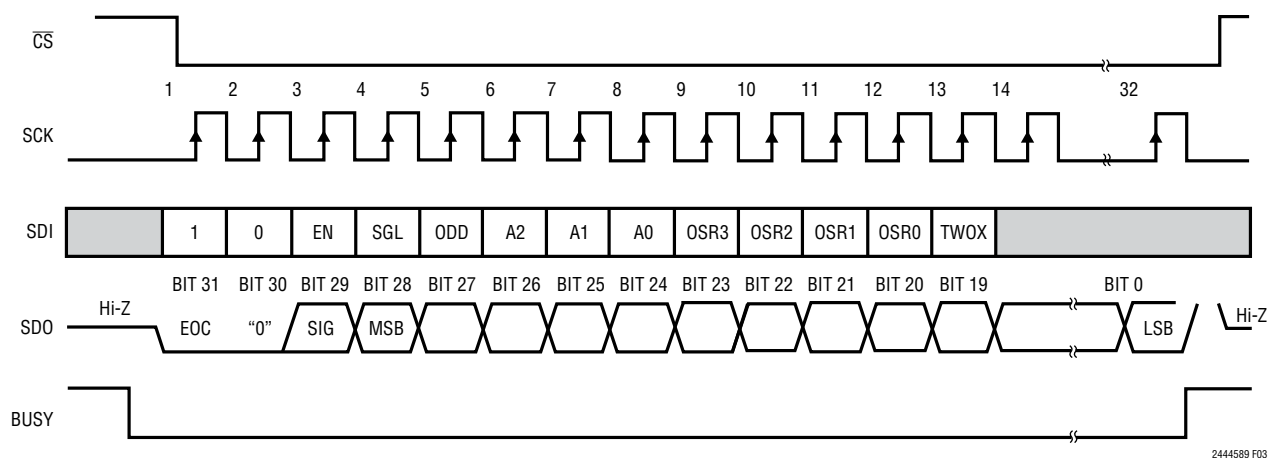 CS
1 2 3 4 5 6 7 8 9 10 11 12 13 14 32
SCK
SDI 1 0 EN SGL ODD A2 A1 A0 OSR3 OSR2 OSR1 OSR0 TWOX
BIT 31 BIT 30 BIT 29 BIT 28 BIT 27 BIT 26 BIT 25 BIT 24 BIT 23 BIT 22 BIT 21 BIT 20 BIT 19 BIT 0
Hi-Z Hi-Z
SDO EOC “0” SIG MSB LSB
BUSY
2444589 F03